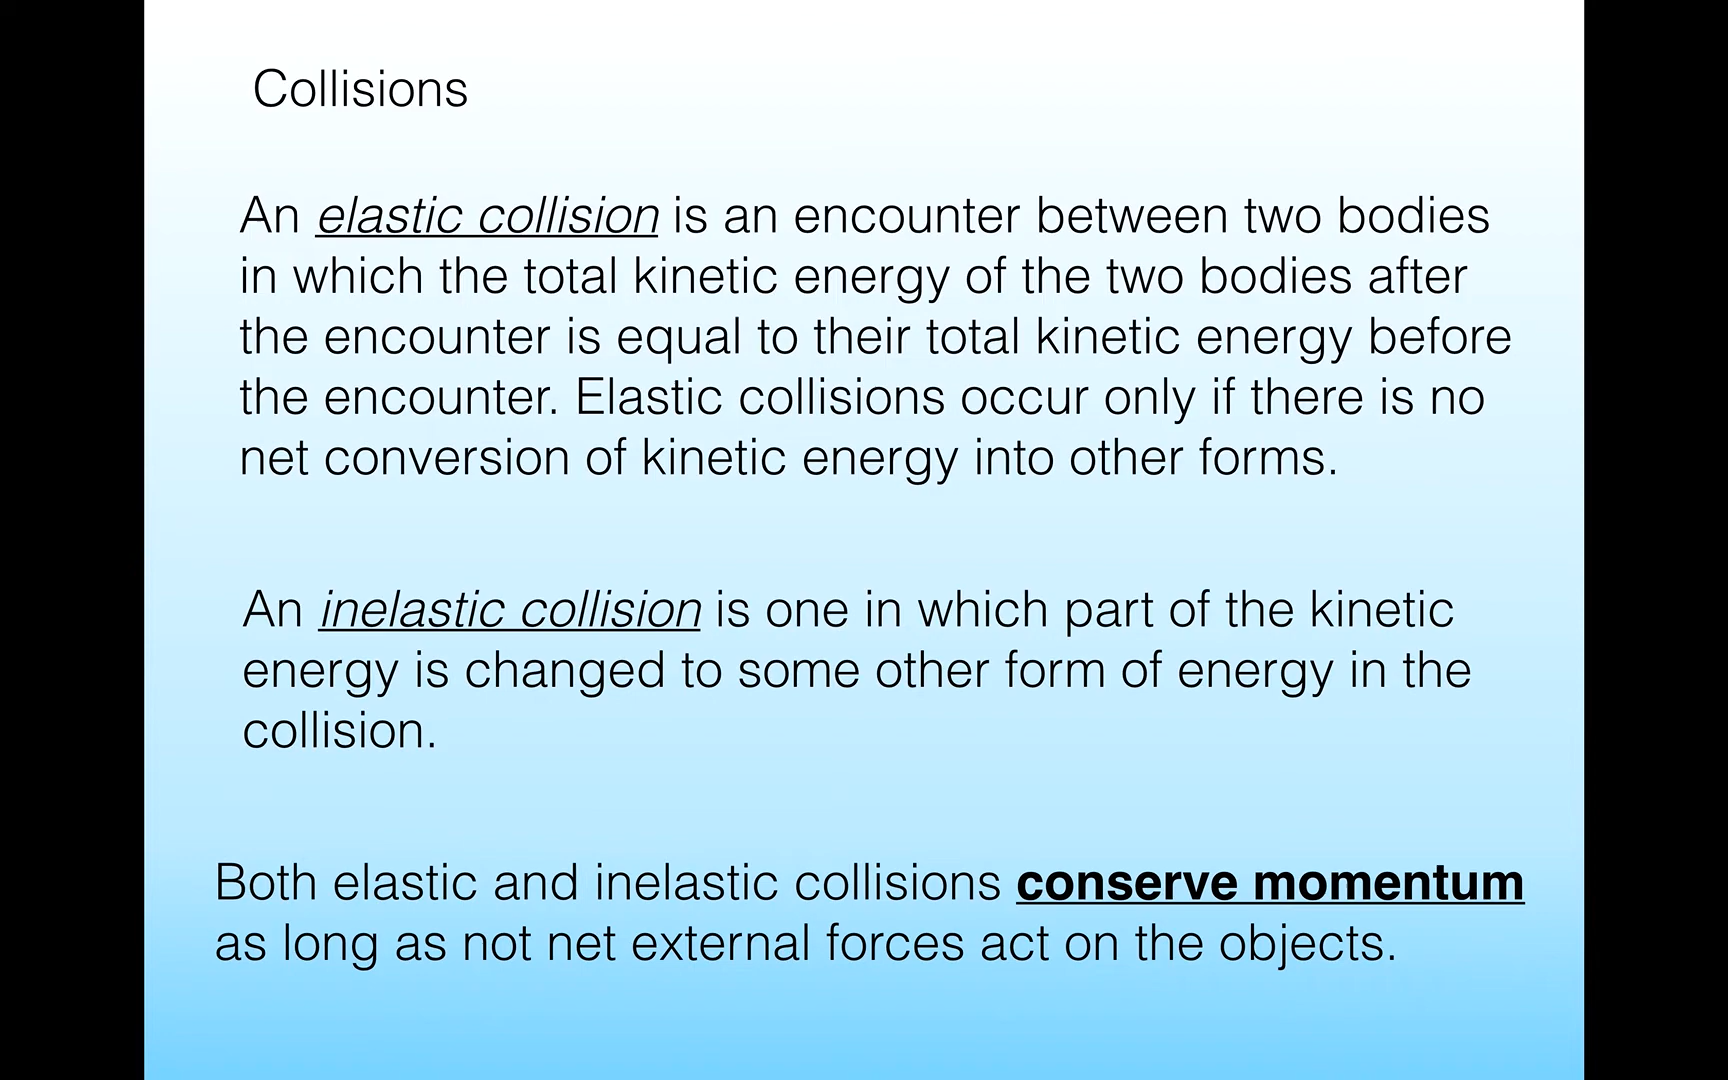 Collisions
An elastic collision is an encounter between two bodies
in which the total kinetic energy of the two bodies after
the encounter is equal to their total kinetic energy before
the encounter. Elastic collisions occur only if there is no
net conversion of kinetic energy into other forms.
An inelastic collision is one in which part of the kinetic
energy is changed to some other form of energy in the
collision.
Both elastic and inelastic collisions conserve momentum
as long as not net external forces act on the objects.